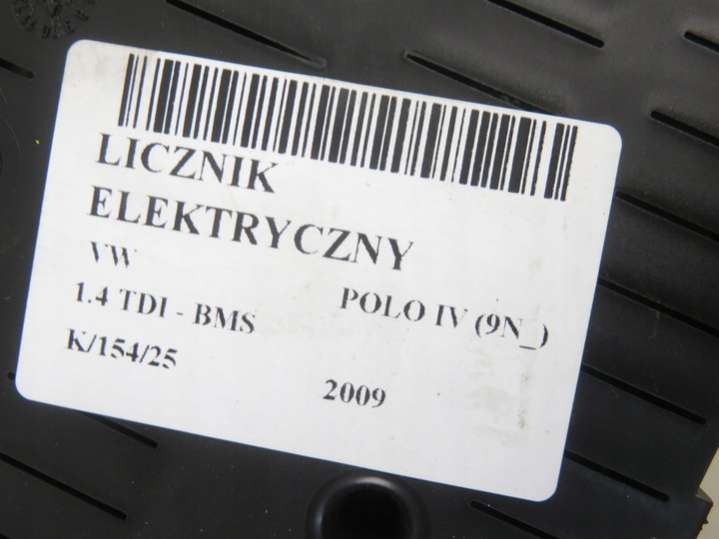 LICZNIK
ELEKTRYCZNY
VW
1.4 TDI - BMS POLO IV (9N_)
K/154/25
2009